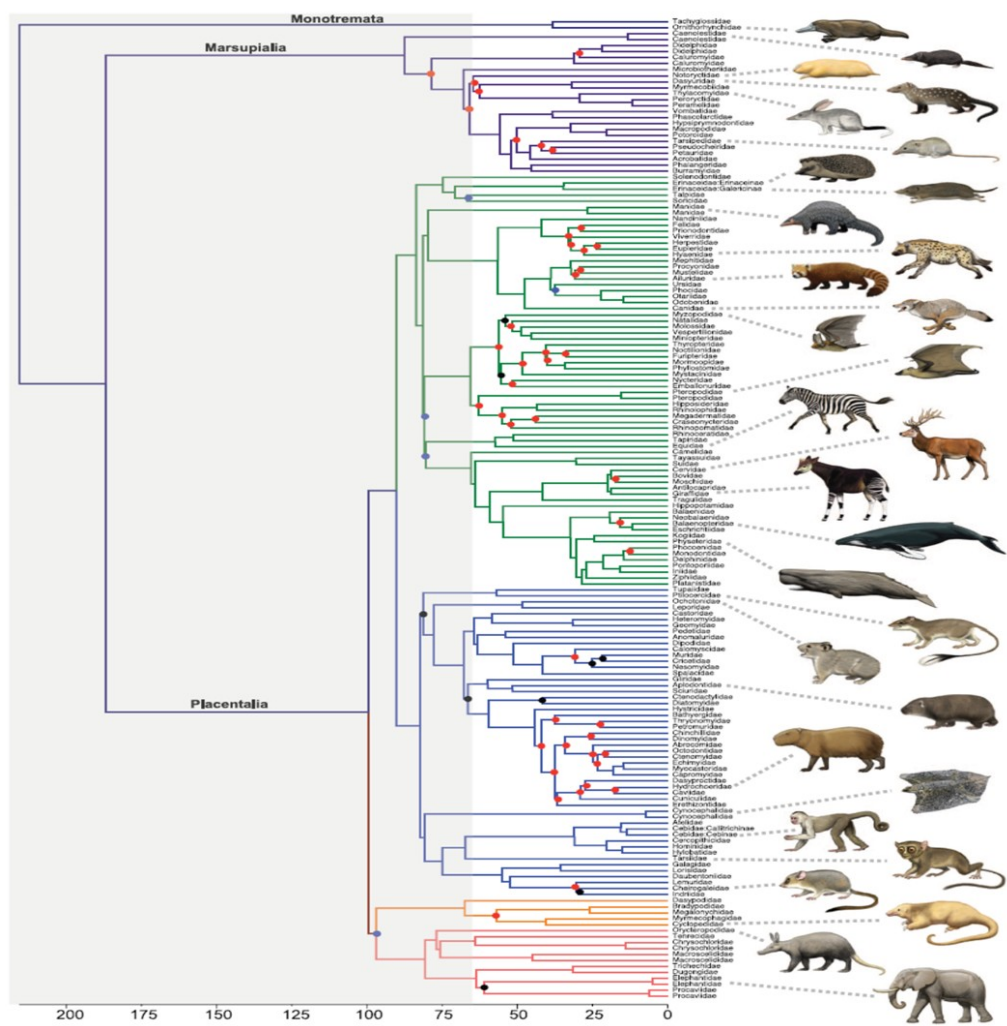 Monotremata
Marsupialia
Placentalia
Tachyglossidae
Ornithorhynchidae
Caenolestidae
Caenolestidae
Didelphidae
Didelphidae
Caluromyidae
Caluromyidae
Microbiotheriidae
Notoryctidae
Dasyuridae
Myrmecobiidae
Thylacomyidae
Peroryctidae
Peramelidae
Vombatidae
Phascolarctidae
Hypsiprymnodontidae
Macropodidae
Potoroidae
Tarsipedidae
Pseudocheiridae
Petauridae
Acrobatidae
Phalangeridae
Burramyidae
Solenodontidae
Erinaceidae:Erinaceinae
Erinaceidae:Galericinae
Talpidae
Soricidae
Manidae
Manidae
Nandiniidae
Felidae
Prionodontidae
Viverridae
Herpestidae
Eupleridae
Hyaenidae
Mephitidae
Procyonidae
Mustelidae
Ailuridae
Ursidae
Phocidae
Otariidae
Odobenidae
Canidae
Myzopodidae
Natalidae
Molossidae
Vespertilionidae
Miniopteridae
Thyropteridae
Noctilionidae
Furipteridae
Mormoopidae
Phyllostomidae
Mystacinidae
Nycteridae
Emballonuridae
Pteropodidae
Pteropodidae
Hipposideridae
Rhinolophidae
Megadermatidae
Craseonycteridae
Rhinopomatidae
Rhinocerotidae
Tapiridae
Equidae
Camelidae
Tayassuidae
Suidae
Cervidae
Bovidae
Moschidae
Antilocapridae
Giraffidae
Tragulidae
Hippopotamidae
Balaenidae
Neobalaenidae
Balaenopteridae
Eschrichtiidae
Kogiidae
Physeteridae
Phocoenidae
Monodontidae
Delphinidae
Pontoporiidae
Iniidae
Ziphiidae
Platanistidae
Tupaiidae
Ptilocercidae
Ochotonidae
Leporidae
Castoridae
Heteromyidae
Geomyidae
Pedetidae
Anomaluridae
Dipodidae
Calomyscidae
Muridae
Cricetidae
Nesomyidae
Spalacidae
Gliridae
Aplodontidae
Sciuridae
Ctenodactylidae
Diatomyidae
Hystricidae
Bathyergidae
Thryonomyidae
Petromuridae
Chinchillidae
Dinomyidae
Abrocomidae
Octodontidae
Ctenomyidae
Echimyidae
Myocastoridae
Capromyidae
Dasyproctidae
Hydrochoeridae
Caviidae
Cuniculidae
Erethizontidae
Cynocephalidae
Cynocephalidae
Atelidae
Cebidae:Callitrichinae
Cebidae:Cebinae
Cercopithicidae
Hominidae
Hylobatidae
Tarsiidae
Galagidae
Lorisidae
Daubentoniidae
Lemuridae
Cheirogaleidae
Indriidae
Dasypodidae
Bradypodidae
Megalonychidae
Myrmecophagidae
Cyclopedidae
Orycteropodidae
Tenrecidae
Chrysochloridae
Chrysochloridae
Macroscelididae
Macroscelididae
Trichechidae
Dugongidae
Elephantidae
Elephantidae
Procaviidae
Procaviidae
200 175 150 125 100 75 50 25 0